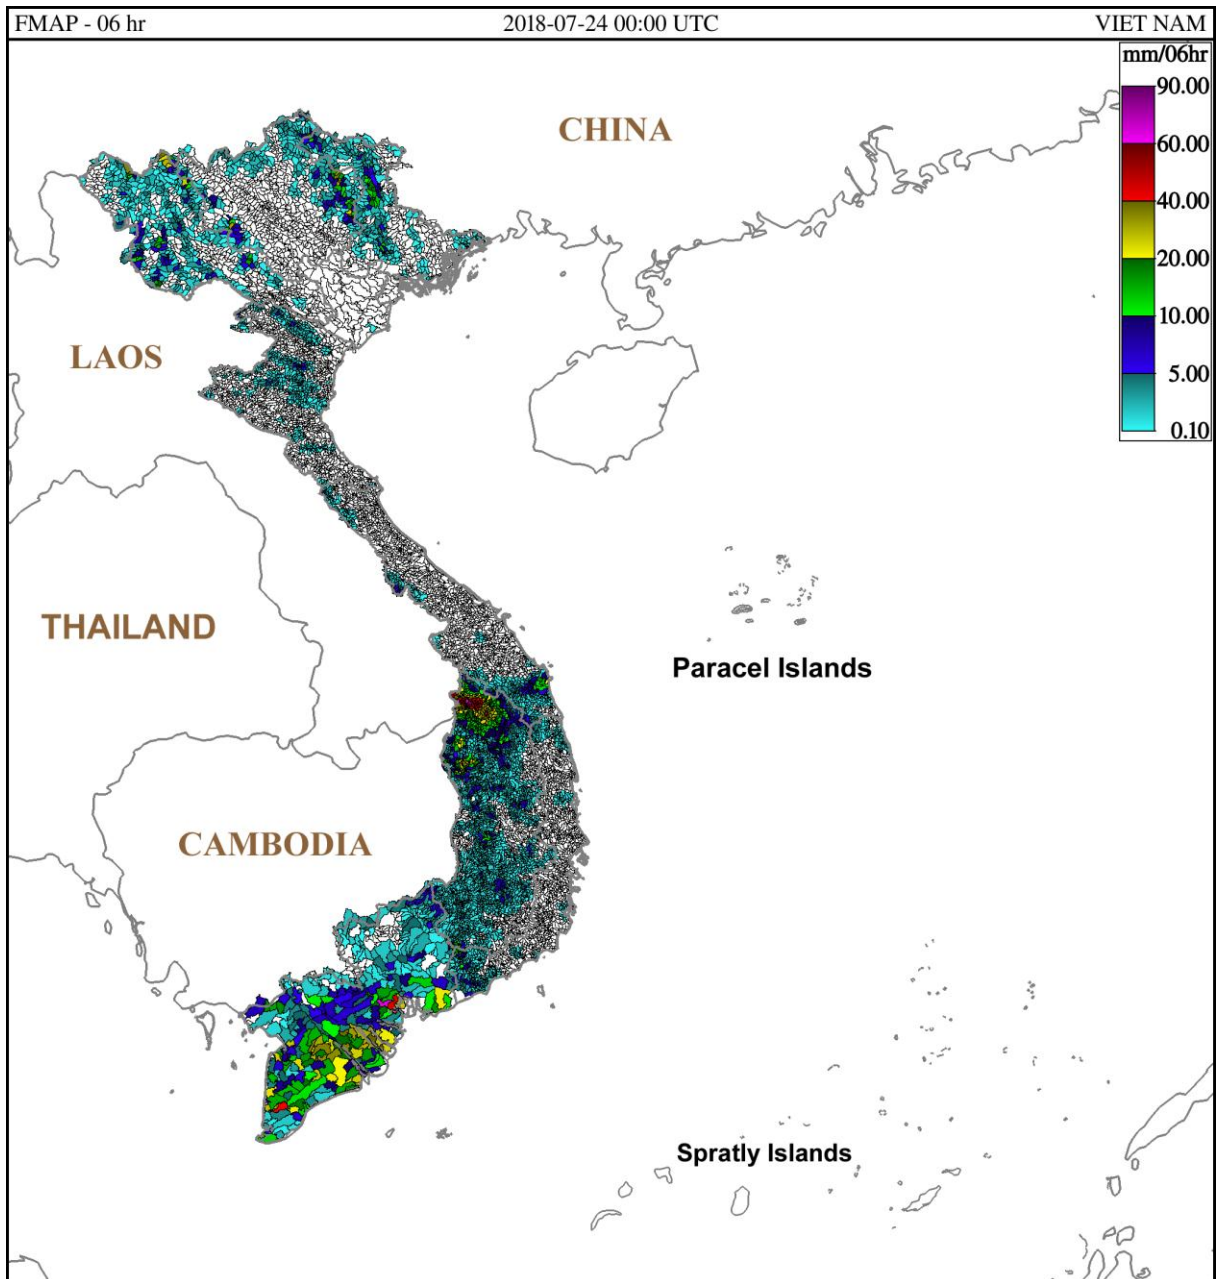 FMAP - 06 hr
2018-07-24 00:00 UTC
VIET NAM
mm/06hr
90.00
60.00
40.00
20.00
10.00
5.00
0.10
CHINA
LAOS
THAILAND
Paracel Islands
CAMBODIA
Spratly Islands